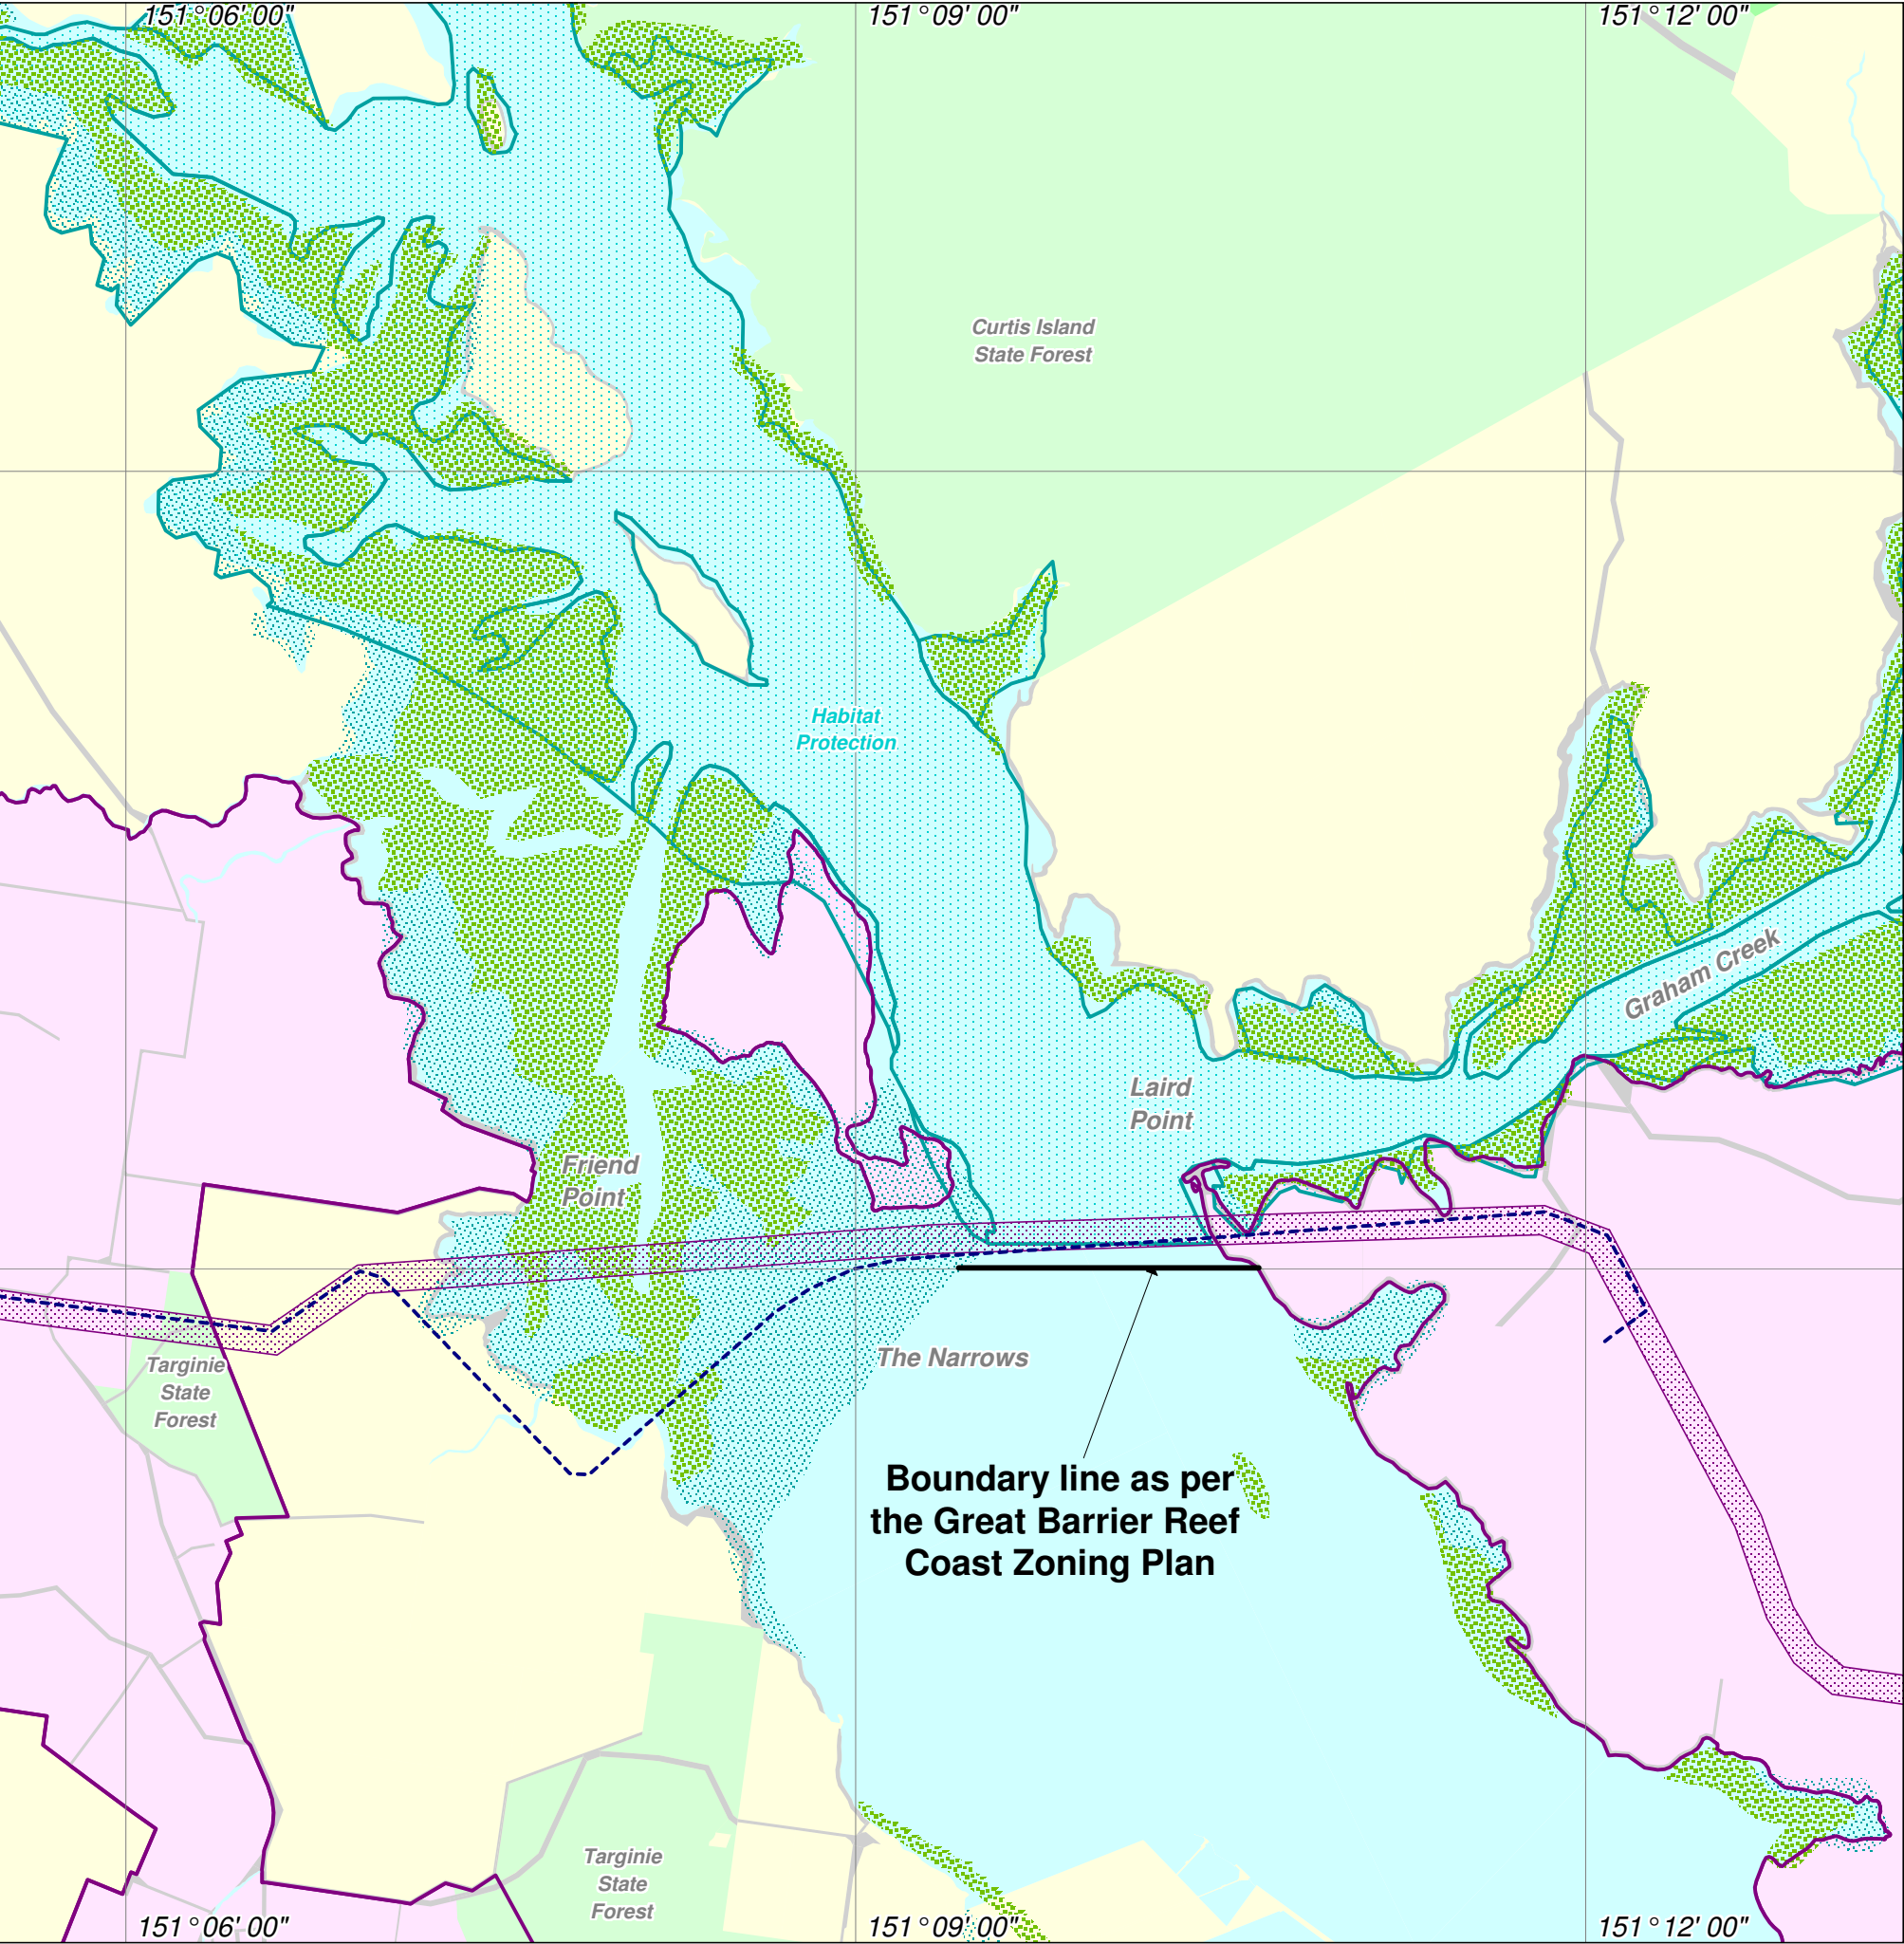 151°06' 00"
151°09' 00"
151°12' 00"
Curtis Island
State Forest
Habitat
Protection
Graham Creek
Laird
Point
Friend
Point
The Narrows
Targinie
State
Forest
Boundary line as per
the Great Barrier Reef
Coast Zoning Plan
Targinie
State
Forest
151°06' 00"
151°09' 00"
151°12' 00"